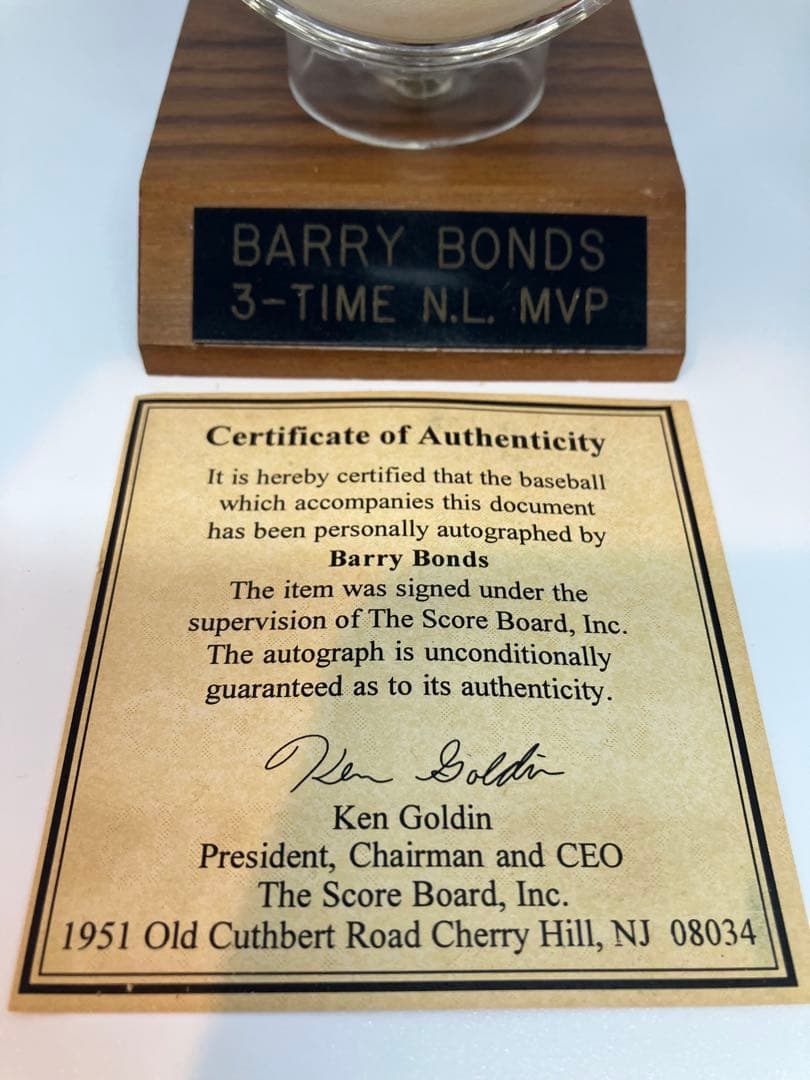 BARRY BONDS
3-TIME N.L. MVP
Certificate of Authenticity
It is hereby certified that the baseball
which accompanies this document
has been personally autographed by
Barry Bonds
The item was signed under the
supervision of The Score Board, Inc.
The autograph is unconditionally
guaranteed as to its authenticity.
Ken Goldin
Ken Goldin
President, Chairman and CEO
The Score Board, Inc.
1951 Old Cuthbert Road Cherry Hill, NJ 08034